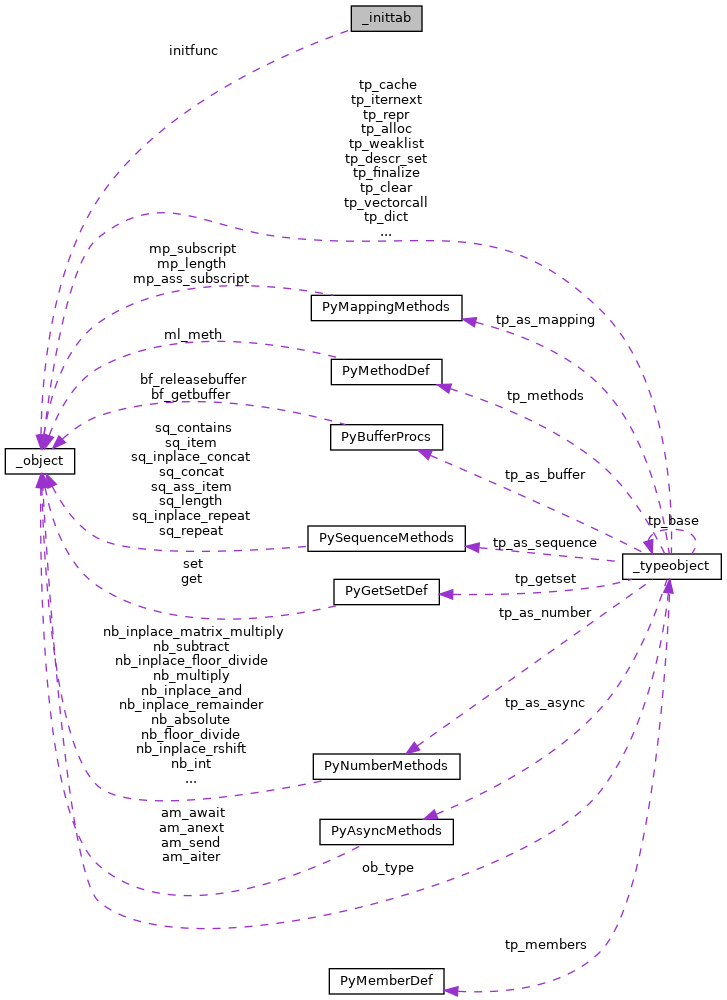 _inittab
initfunc
tp_cache
tp_iternext
tp_repr
tp_alloc
tp_weaklist
tp_descr_set
tp_finalize
tp_clear
tp_vectorcall
tp_dict
...
mp_subscript
mp_length
mp_ass_subscript
PyMappingMethods
tp_as_mapping
ml_meth
PyMethodDef
tp_methods
bf_releasebuffer
bf_getbuffer
PyBufferProcs
_object
sq_contains
sq_item
sq_inplace_concat
sq_concat
sq_ass_item
sq_length
sq_inplace_repeat
sq_repeat
tp_as_buffer
tp_base
PySequenceMethods
tp_as_sequence
_typeobject
set
get
PyGetSetDef
tp_getset
tp_as_number
nb_inplace_matrix_multiply
nb_subtract
nb_inplace_floor_divide
nb_multiply
nb_inplace_and
nb_inplace_remainder
nb_absolute
nb_floor_divide
nb_inplace_rshift
nb_int
...
tp_as_async
PyNumberMethods
am_await
am_anext
am_send
am_aiter
PyAsyncMethods
ob_type
tp_members
PyMemberDef